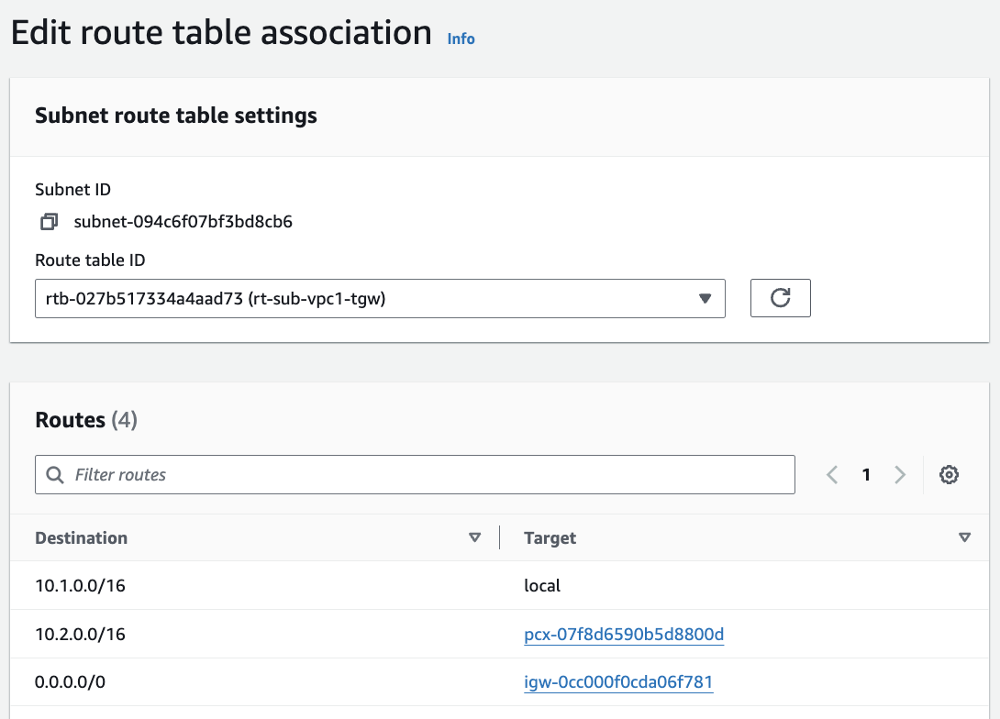 Edit route table association Info
Subnet route table settings
Subnet ID
subnet-094c6f07bf3bd8cb6
Route table ID
rtb-027b517334a4aad73 (rt-sub-vpc1-tgw)
Routes (4)
Filter routes
1
Destination Target
10.1.0.0/16 local
10.2.0.0/16 pcx-07f8d6590b5d8800d
0.0.0.0/0 igw-0cc000f0cda06f781